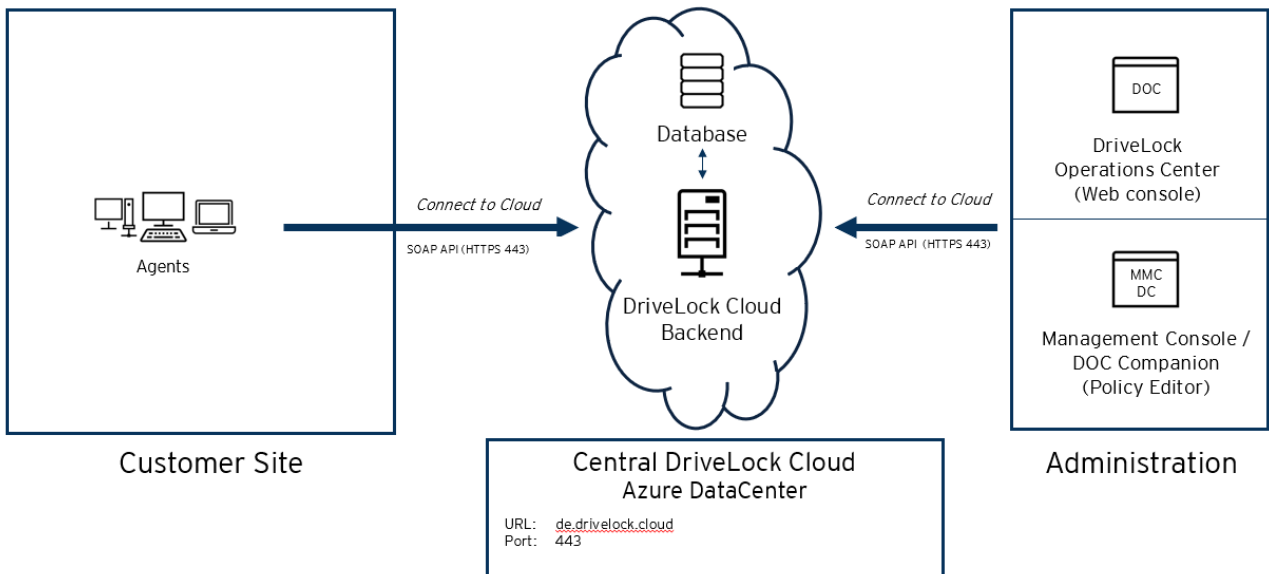 Agents
Customer Site
Connect to Cloud
SOAP API (HTTPS 443)
Database
DriveLock Cloud
Backend
Connect to Cloud
SOAP API (HTTPS 443)
DOC
DriveLock
Operations Center
(Web console)
MMC
DC
Management Console /
DOC Companion
(Policy Editor)
Administration
Central DriveLock Cloud
Azure DataCenter
URL: de.drivelock.cloud
Port: 443